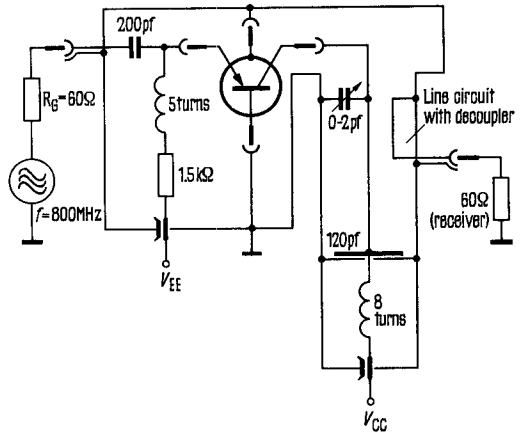 200pf
R_G=60Ω
5turns
0-2pf
Line circuit
with decoupler
1.5kΩ
60Ω
(receiver)
f=800MHz
120pf
V_EE
8
turns
V_CC